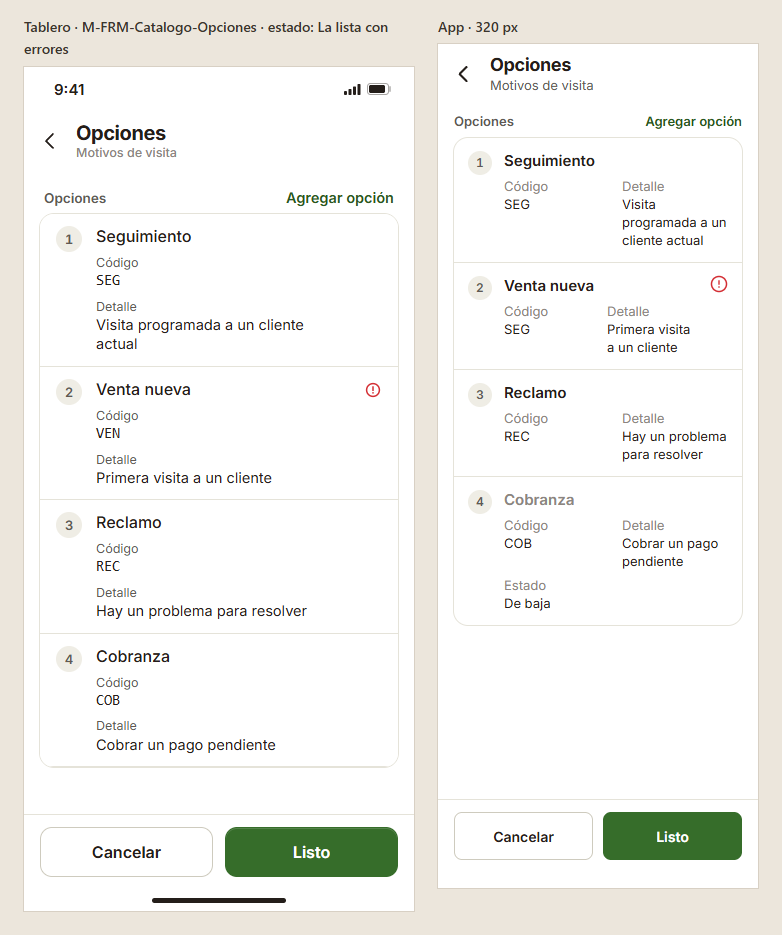 Tablero · M-FRM-Catalogo-Opciones · estado: La lista con
errores
9:41
Opciones
Motivos de visita
Opciones
Agregar opción
1
Seguimiento
Código
SEG
Detalle
Visita programada a un cliente
actual
2
Venta nueva
Código
VEN
Detalle
Primera visita a un cliente
3
Reclamo
Código
REC
Detalle
Hay un problema para resolver
4
Cobranza
Código
COB
Detalle
Cobrar un pago pendiente
Cancelar
Listo
App · 320 px
Opciones
Motivos de visita
Opciones
Agregar opción
1
Seguimiento
Código
SEG
Detalle
Visita
programada a un
cliente actual
2
Venta nueva
Código
SEG
Detalle
Primera visita
a un cliente
3
Reclamo
Código
REC
Detalle
Hay un problema
para resolver
4
Cobranza
Código
COB
Detalle
Cobrar un pago
pendiente
Estado
De baja
Cancelar
Listo